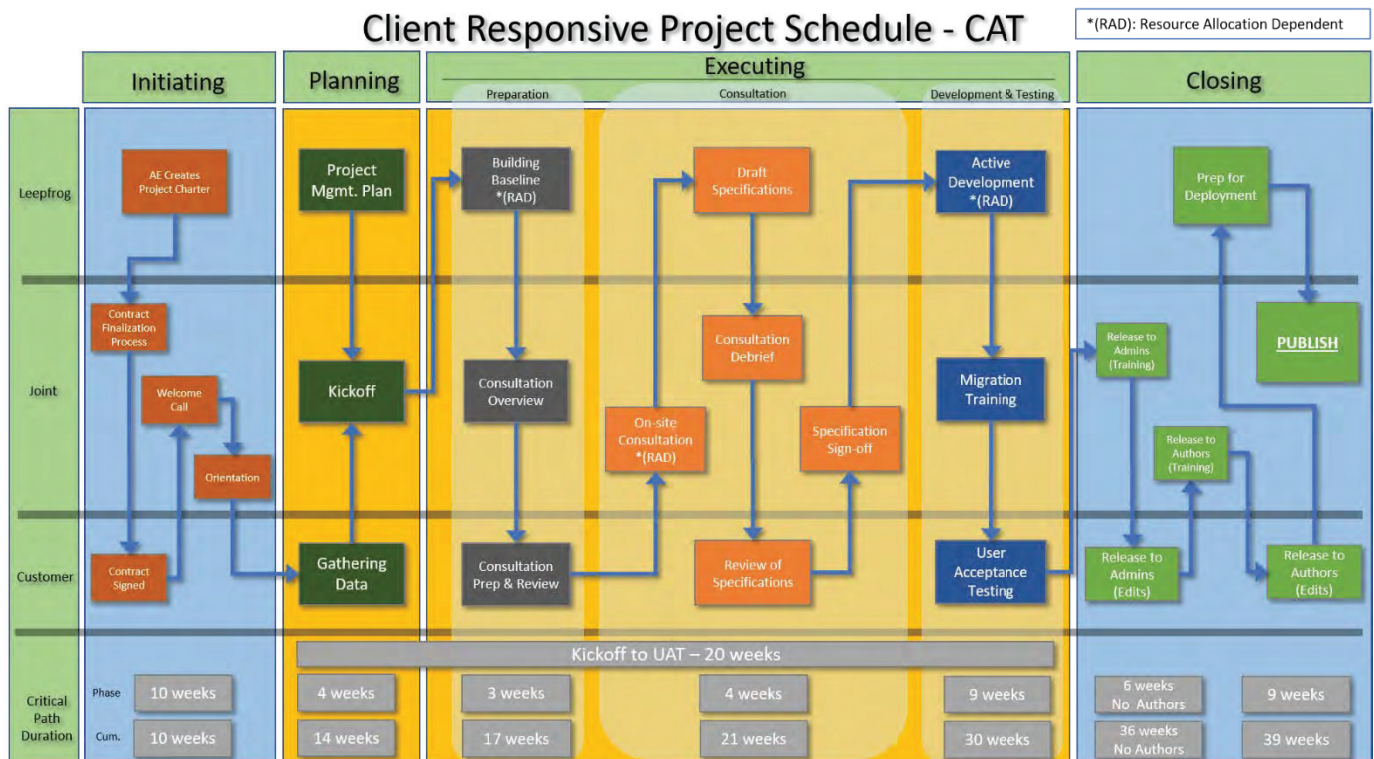 Client Responsive Project Schedule - CAT
*(RAD): Resource Allocation Dependent
Initiating
Planning
Executing
Closing
Preparation
Consultation
Development & Testing
Leepfrog
AE Creates
Project Charter
Project
Mgmt. Plan
Building
Baseline
*(RAD)
Draft
Specifications
Active
Development
*(RAD)
Prep for
Deployment
Joint
Contract
Finalization
Process
Welcome
Call
Orientation
Kickoff
Consultation
Overview
On-site
Consultation
*(RAD)
Consultation
Debrief
Specification
Sign-off
Migration
Training
Release to
Admins
(Training)
Release to
Authors
(Training)
PUBLISH
Customer
Contract
Signed
Gathering
Data
Consultation
Prep & Review
Review of
Specifications
User
Acceptance
Testing
Release to
Admins
(Edits)
Release to
Authors
(Edits)
Critical
Path
Duration
Kickoff to UAT – 20 weeks
Phase
10 weeks
4 weeks
3 weeks
4 weeks
9 weeks
6 weeks
No Authors
9 weeks
Cum.
10 weeks
14 weeks
17 weeks
21 weeks
30 weeks
36 weeks
No Authors
39 weeks